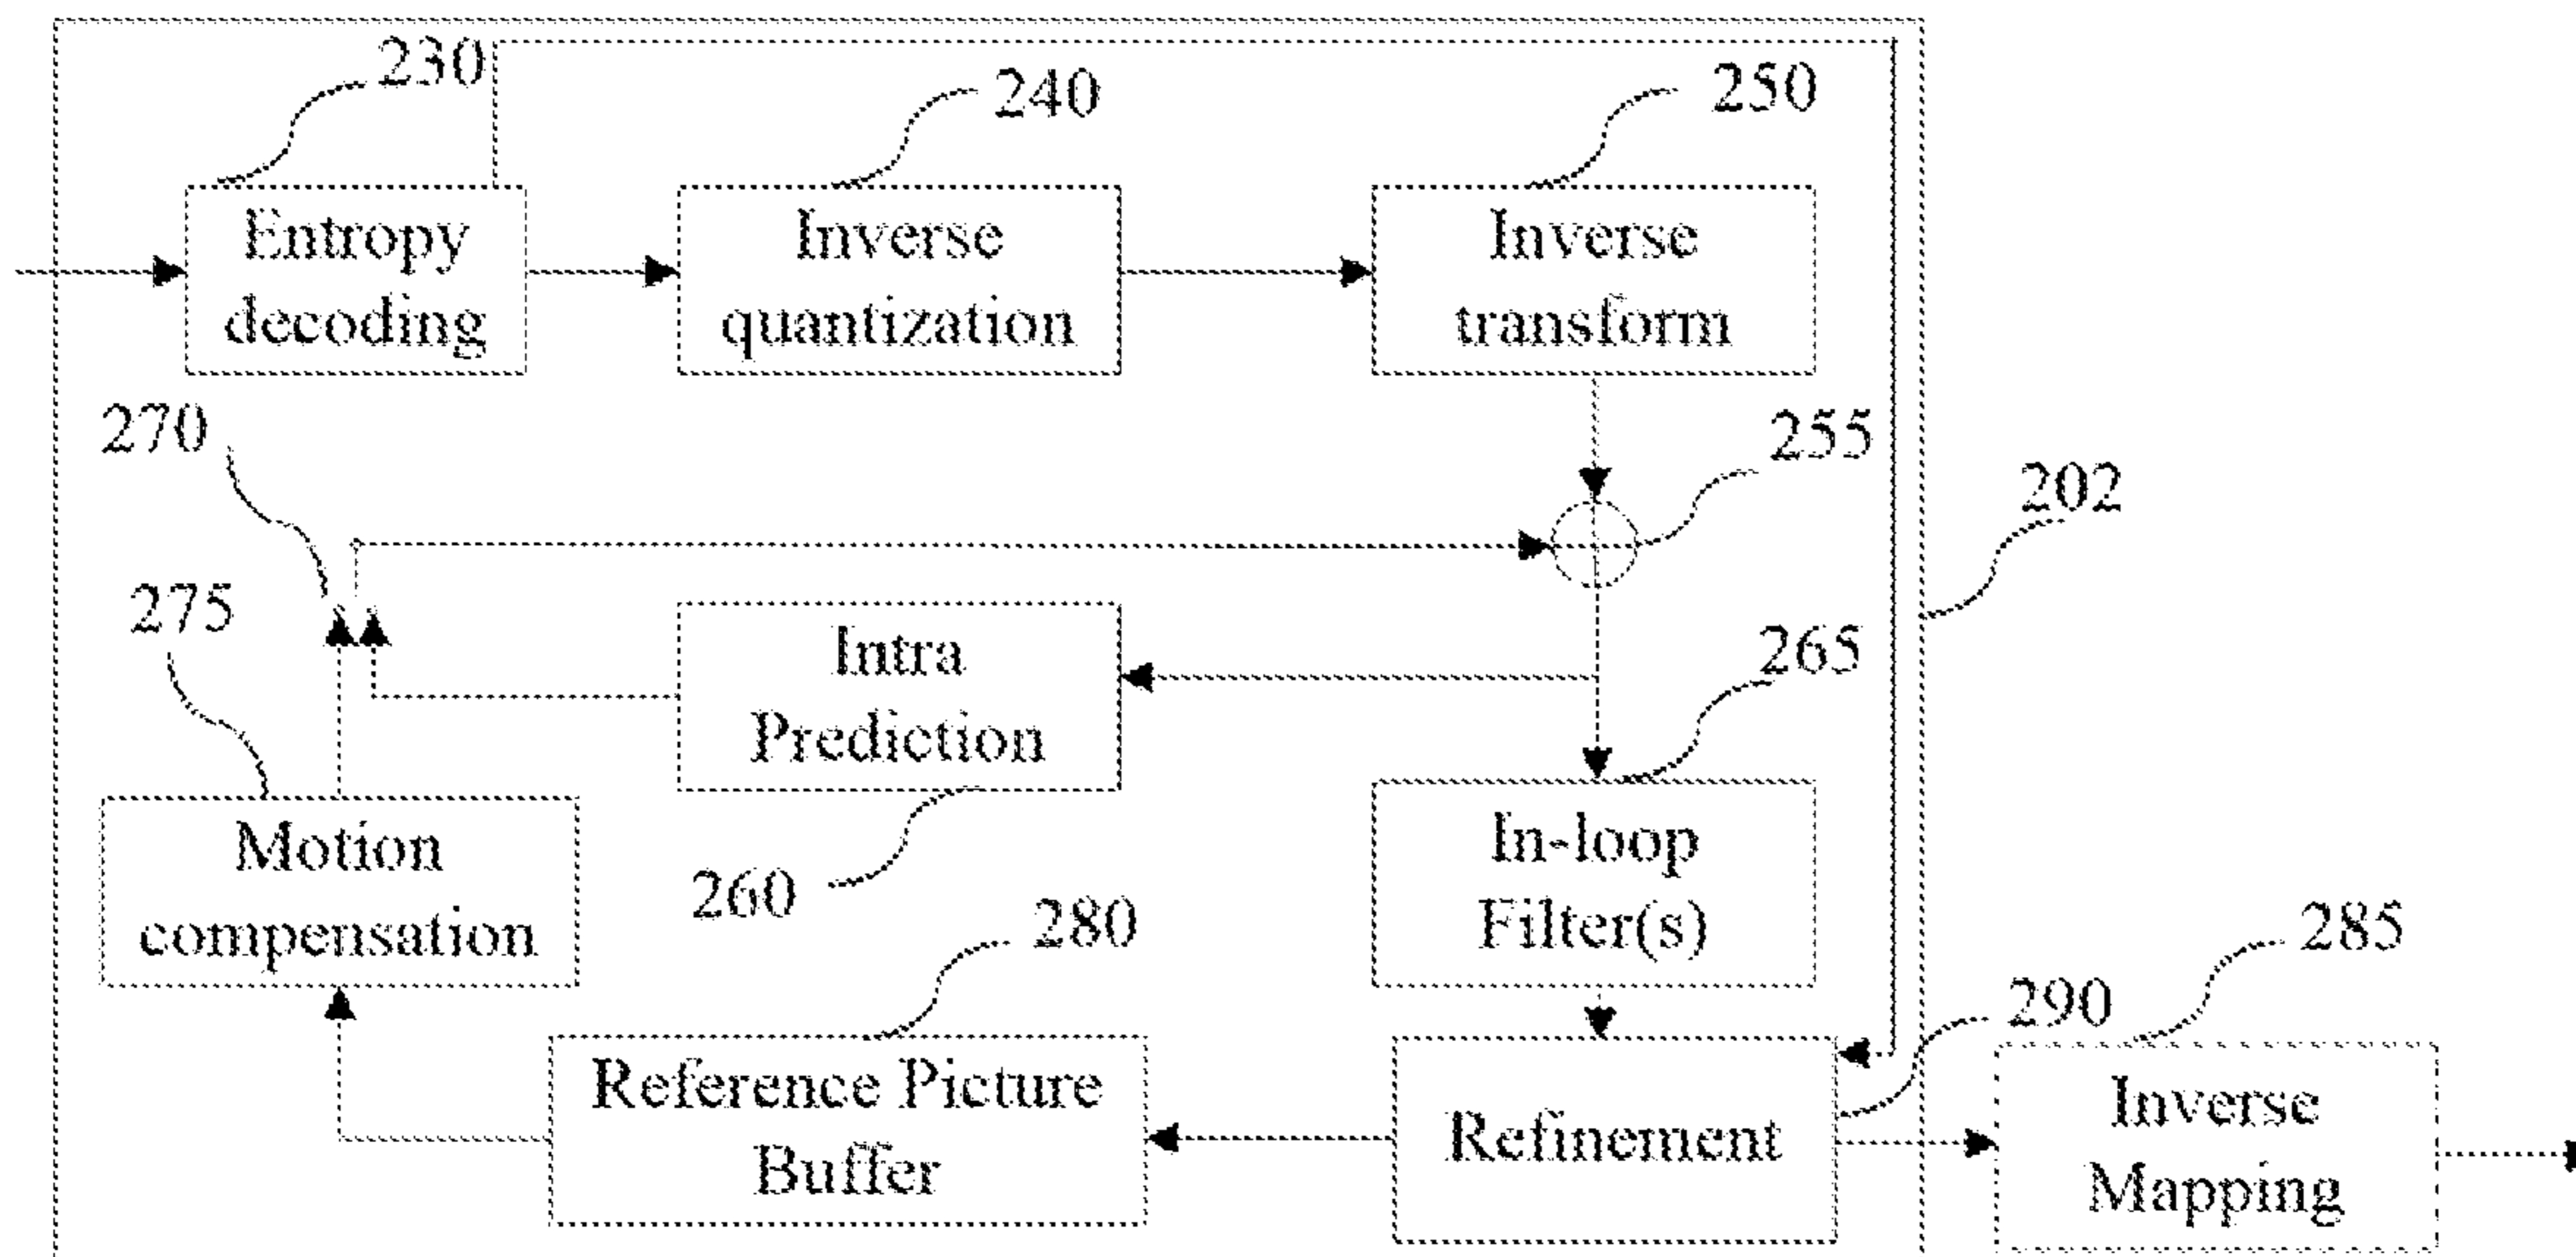 230
240
250
Entropy
decoding
Inverse
quantization
Inverse
transform
270
255
202
275
Intra
Prediction
265
Motion
compensation
260
280
In-loop
Filter(s)
285
290
Reference Picture
Buffer
Refinement
Inverse
Mapping